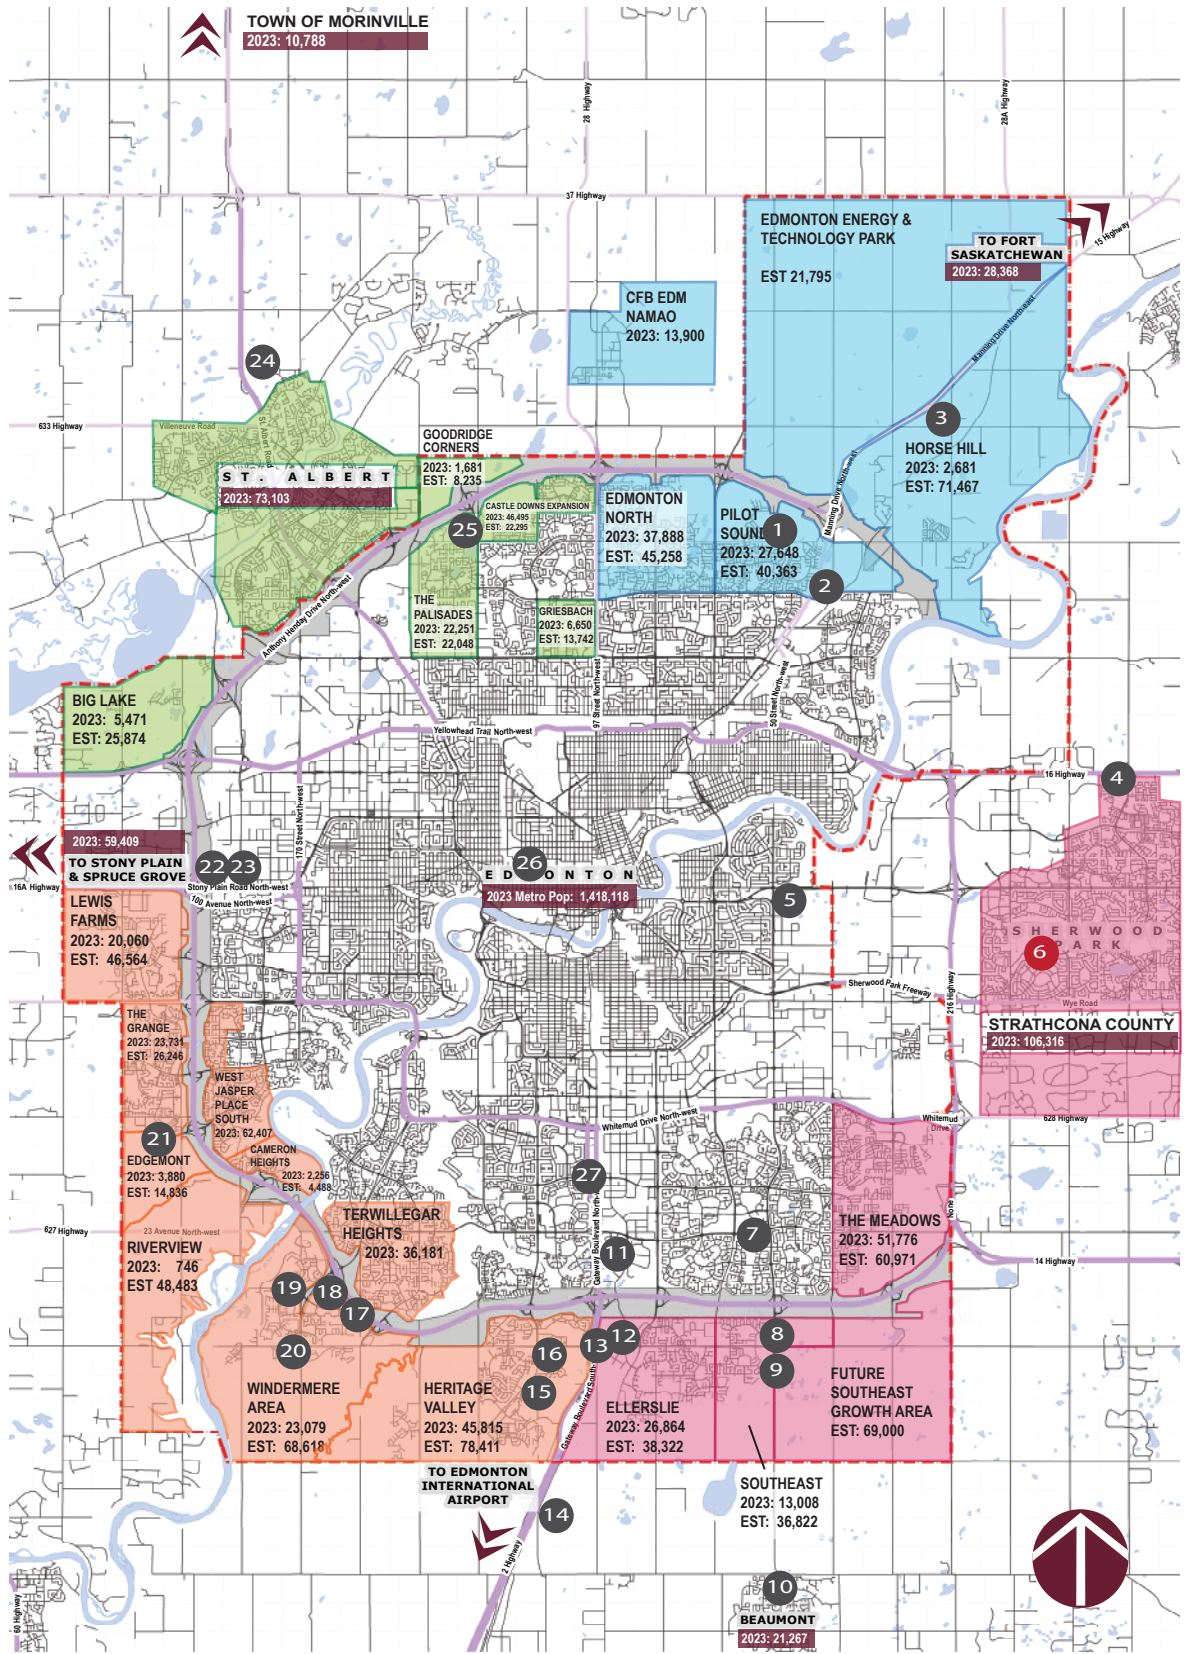 TOWN OF MORINVILLE
2023: 10,788
28 Highway
28A Highway
37 Highway
15 Highway
EDMONTON ENERGY &
TECHNOLOGY PARK
EST 21,795
TO FORT
SASKATCHEWAN
2023: 28,368
Manning Drive North-east
CFB EDM
NAMAO
2023: 13,900
24
633 Highway
Villeneuve Road
St. Albert Road
ST. ALBERT
2023: 73,103
GOODRIDGE
CORNERS
2023: 1,681
EST: 8,235
CASTLE DOWNS EXPANSION
2023: 46,495
EST: 22,295
25
EDMONTON
NORTH
2023: 37,888
EST: 45,258
PILOT
SOUND
2023: 27,648
EST: 40,363
1
2
3
HORSE HILL
2023: 2,681
EST: 71,467
Manning Drive North-west
THE
PALISADES
2023: 22,251
EST: 22,048
GRIESBACH
2023: 6,650
EST: 13,742
Anthony Henday Drive North-west
97 Street North-west
50 Street North-west
BIG LAKE
2023: 5,471
EST: 25,874
Yellowhead Trail North-west
16 Highway
4
170 Street North-west
2023: 59,409
TO STONY PLAIN
& SPRUCE GROVE
22
23
16A Highway
Stony Plain Road North-west
100 Avenue North-west
26
EDMONTON
2023 Metro Pop: 1,418,118
5
SHERWOOD
PARK
6
LEWIS
FARMS
2023: 20,060
EST: 46,564
Sherwood Park Freeway
216 Highway
Wye Road
STRATHCONA COUNTY
2023: 106,316
THE
GRANGE
2023: 23,731
EST: 26,246
WEST
JASPER
PLACE
SOUTH
2023: 62,407
Whitemud Drive North-west
Whitemud
Drive
628 Highway
21
EDGEMONT
2023: 3,880
EST: 14,836
CAMERON
HEIGHTS
2023: 2,256
EST: 4,488
27
Gateway Boulevard North-
None
627 Highway
23 Avenue North-west
RIVERVIEW
2023: 746
EST 48,483
TERWILLEGAR
HEIGHTS
2023: 36,181
THE MEADOWS
2023: 51,776
EST: 60,971
7
11
14 Highway
19
18
17
20
16
15
13
12
8
9
WINDERMERE
AREA
2023: 23,079
EST: 68,618
HERITAGE
VALLEY
2023: 45,815
EST: 78,411
Gateway Boulevard South-
ELLERSLIE
2023: 26,864
EST: 38,322
FUTURE
SOUTHEAST
GROWTH AREA
EST: 69,000
TO EDMONTON
INTERNATIONAL
AIRPORT
14
2 Highway
SOUTHEAST
2023: 13,008
EST: 36,822
60 Highway
10
BEAUMONT
2023: 21,267